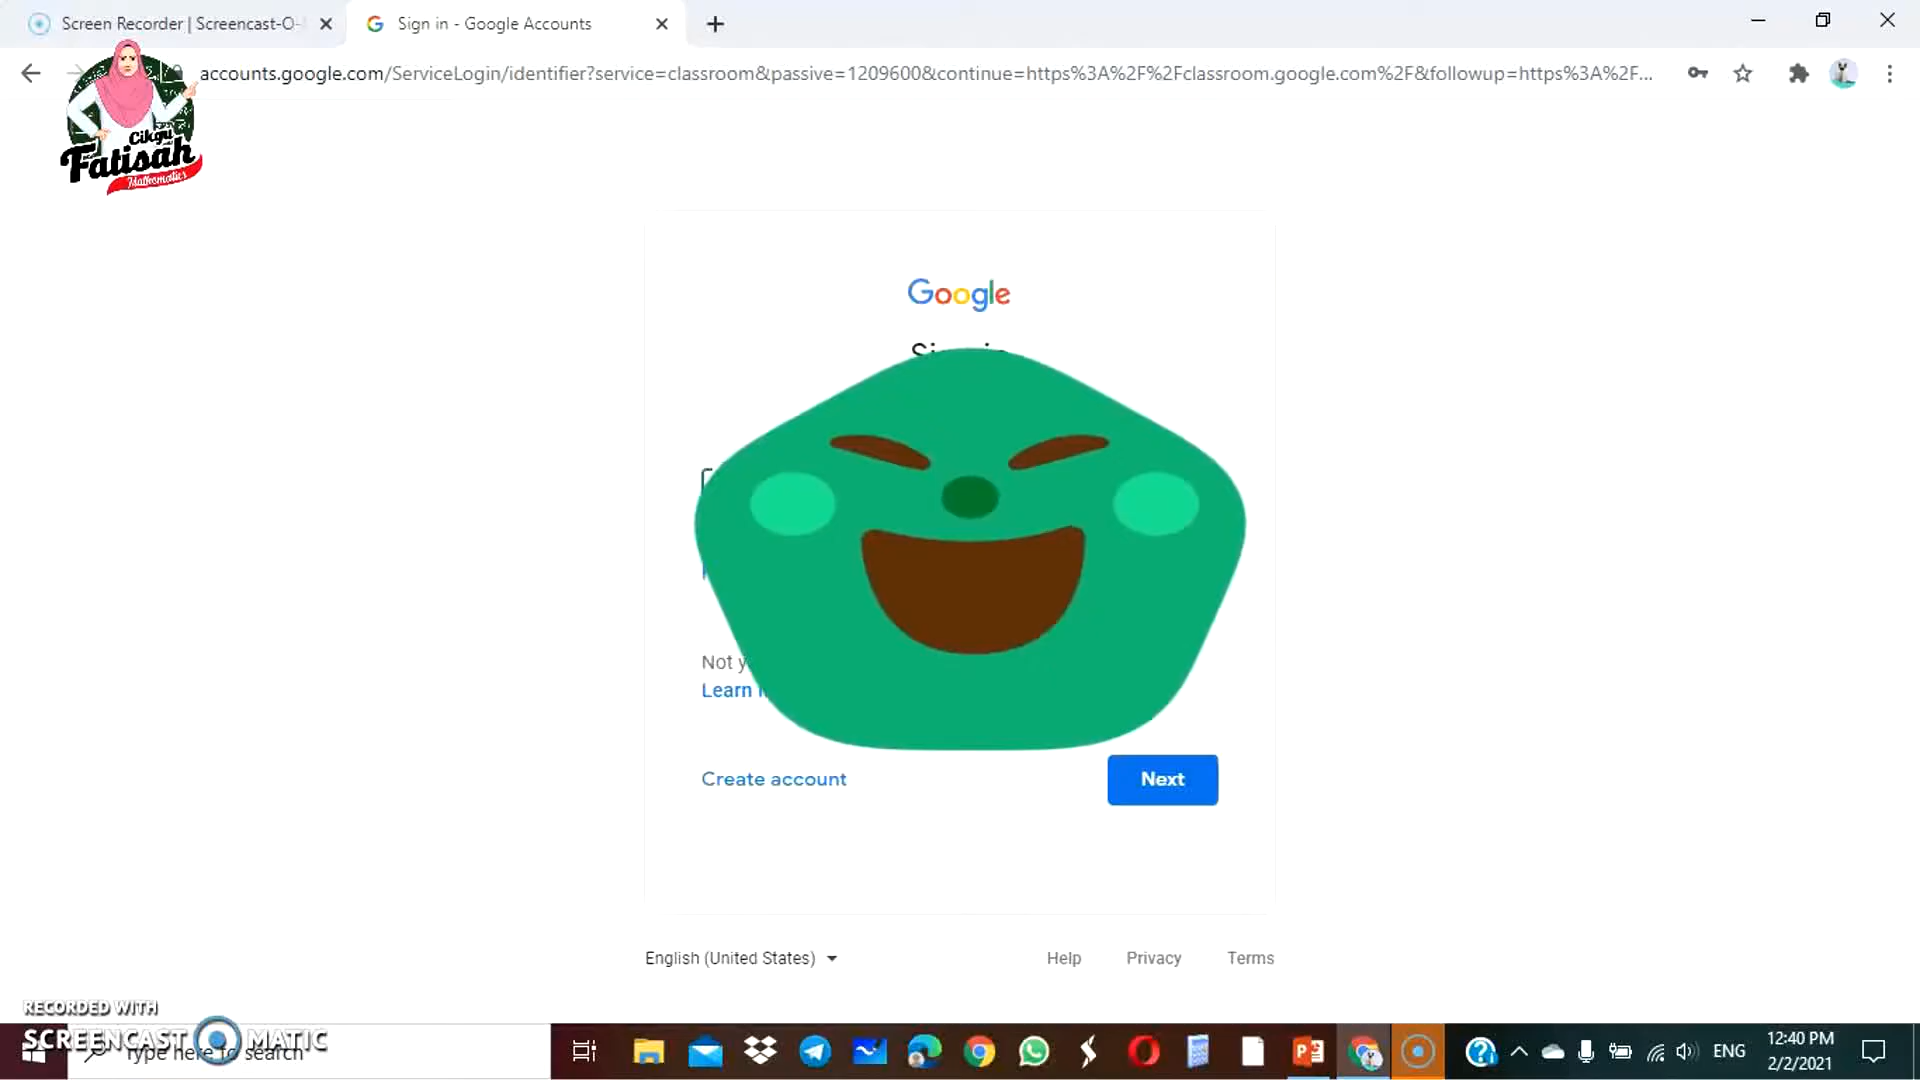 Screen Recorder | Screencast-O-
Sign in - Google Accounts
accounts.google.com/ServiceLogin/identifier?service=classroom&passive=1209600&continue=https%3A%2F%2Fclassroom.google.com%2F&followup=https%3A%2F...
Cikgu
Fatisah
Mathematics
Google
Not
Learn
Create account
Next
English (United States)
Help
Privacy
Terms
RECORDED WITH
SCREENCAST MATIC
Type here to search
ENG
12:40 PM
2/2/2021